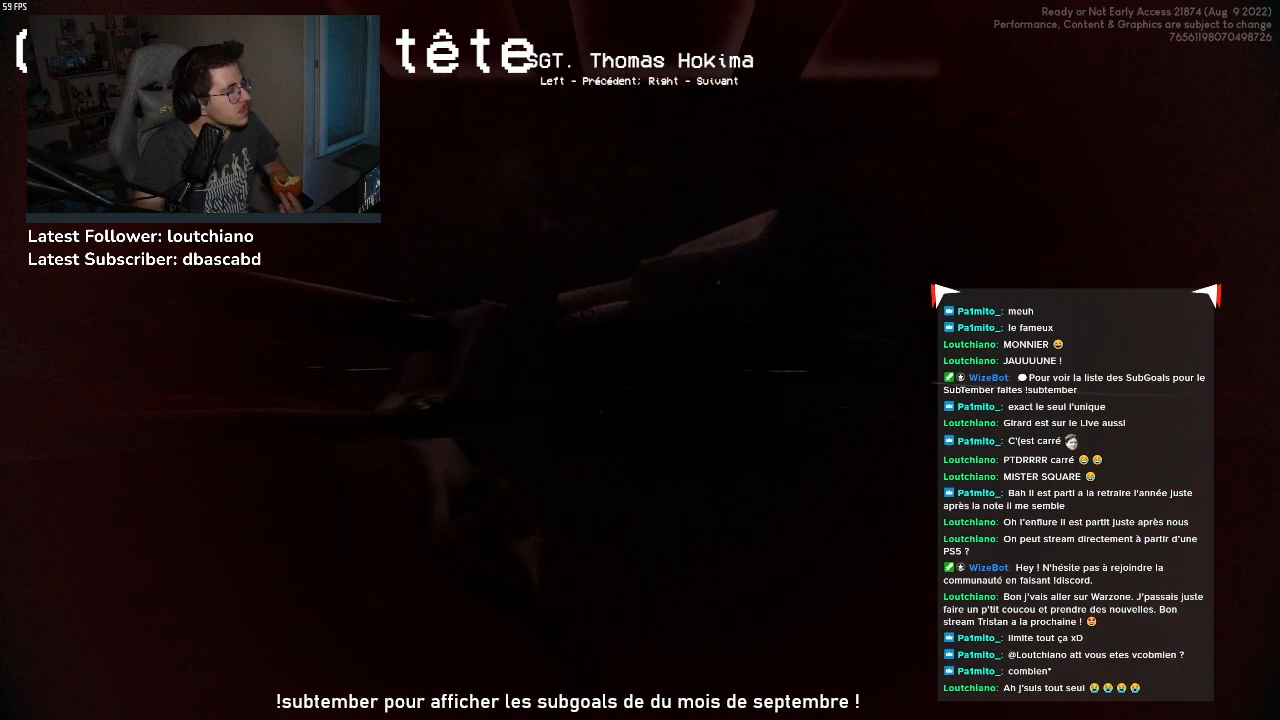 59 FPS
Ready or Not Early Access 21874 (Aug 9 2022)
Performance, Content & Graphics are subject to change
76561198070498726
tête
SGT. Thomas Hokima
Left - Précédent; Right - Suivant
Latest Follower: loutchiano
Latest Subscriber: dbascabd
Pa1mito_: meuh
Pa1mito_: le fameux
Loutchiano: MONNIER 😂
Loutchiano: JAUUUUNE !
WizeBot: 💬Pour voir la liste des SubGoals pour le
SubTember faites !subtember
Pa1mito_: exact le seul l'unique
Loutchiano: Girard est sur le Live aussi
Pa1mito_: C'(est carré
Loutchiano: PTDRRRR carré 😂 😂
Loutchiano: MISTER SQUARE 😂
Pa1mito_: Bah il est parti a la retraire l'année juste
après la note il me semble
Loutchiano: Oh l'enflure il est partit juste après nous
Loutchiano: On peut stream directement à partir d'une
PS5 ?
WizeBot: Hey ! N'hésite pas à rejoindre la
communauté en faisant !discord.
Loutchiano: Bon j'vais aller sur Warzone. J'passais juste
faire un p'tit coucou et prendre des nouvelles. Bon
stream Tristan a la prochaine ! 😍
Pa1mito_: limite tout ça xD
Pa1mito_: @Loutchiano att vous etes vcobmien ?
Pa1mito_: combien*
Loutchiano: Ah j'suis tout seul 😭 😭 😭 😭
!subtember pour afficher les subgoals de du mois de septembre !